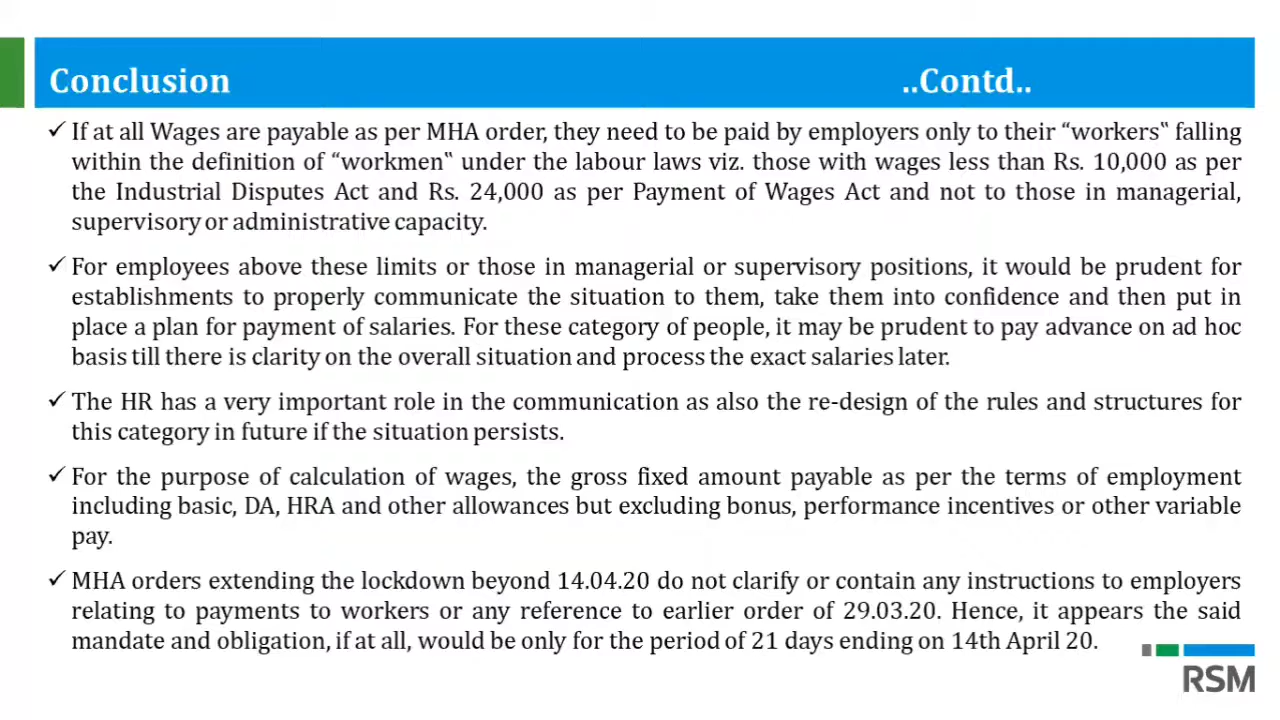 Conclusion ..Contd..
✓ If at all Wages are payable as per MHA order, they need to be paid by employers only to their “workers‟ falling
within the definition of “workmen‟ under the labour laws viz. those with wages less than Rs. 10,000 as per
the Industrial Disputes Act and Rs. 24,000 as per Payment of Wages Act and not to those in managerial,
supervisory or administrative capacity.
✓ For employees above these limits or those in managerial or supervisory positions, it would be prudent for
establishments to properly communicate the situation to them, take them into confidence and then put in
place a plan for payment of salaries. For these category of people, it may be prudent to pay advance on ad hoc
basis till there is clarity on the overall situation and process the exact salaries later.
✓ The HR has a very important role in the communication as also the re-design of the rules and structures for
this category in future if the situation persists.
✓ For the purpose of calculation of wages, the gross fixed amount payable as per the terms of employment
including basic, DA, HRA and other allowances but excluding bonus, performance incentives or other variable
pay.
✓ MHA orders extending the lockdown beyond 14.04.20 do not clarify or contain any instructions to employers
relating to payments to workers or any reference to earlier order of 29.03.20. Hence, it appears the said
mandate and obligation, if at all, would be only for the period of 21 days ending on 14th April 20.
RSM